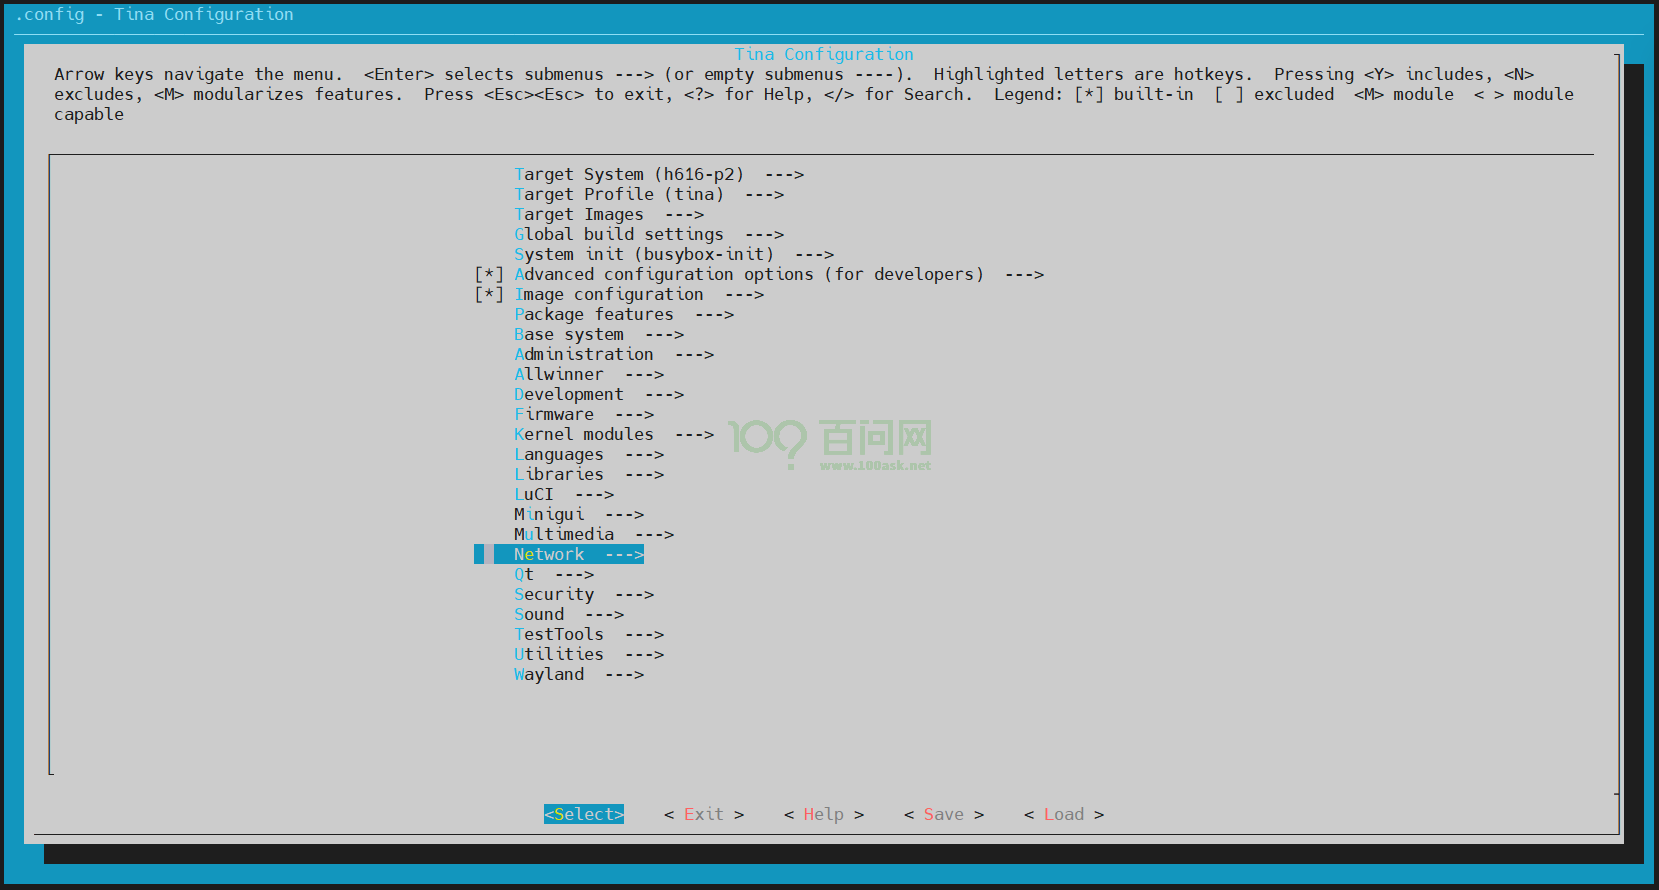 .config - Tina Configuration
Tina Configuration
Arrow keys navigate the menu.  <Enter> selects submenus ---> (or empty submenus ----).  Highlighted letters are hotkeys.  Pressing <Y> includes, <N>
excludes, <M> modularizes features.  Press <Esc><Esc> to exit, <?> for Help, </> for Search.  Legend: [*] built-in  [ ] excluded  <M> module  < > module
capable
Target System (h616-p2)  --->
Target Profile (tina)  --->
Target Images  --->
Global build settings  --->
System init (busybox-init)  --->
[*] Advanced configuration options (for developers)  --->
[*] Image configuration  --->
Package features  --->
Base system  --->
Administration  --->
Allwinner  --->
Development  --->
Firmware  --->
Kernel modules  --->
Languages  --->
Libraries  --->
LuCI  --->
Minigui  --->
Multimedia  --->
Network  --->
Qt  --->
Security  --->
Sound  --->
TestTools  --->
Utilities  --->
Wayland  --->
100? 百问网
www.100ask.net
<Select>    < Exit >    < Help >    < Save >    < Load >